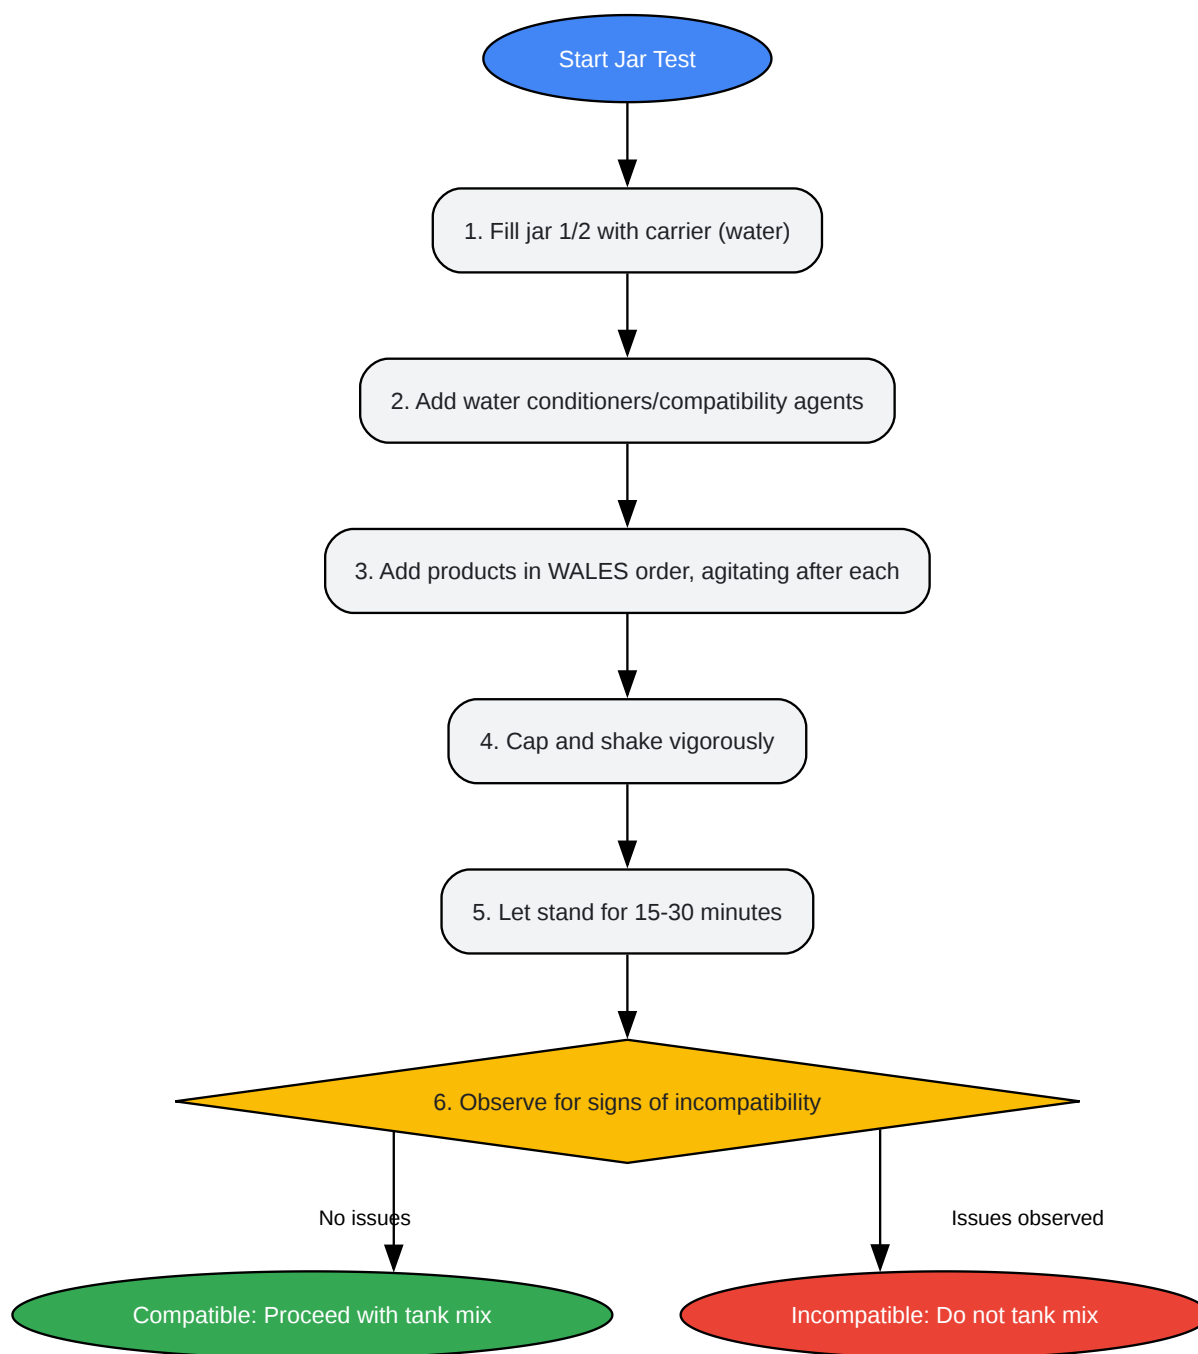 Start Jar Test
1. Fill jar 1/2 with carrier (water)
2. Add water conditioners/compatibility agents
3. Add products in WALES order, agitating after each
4. Cap and shake vigorously
5. Let stand for 15-30 minutes
6. Observe for signs of incompatibility
No issues
Issues observed
Compatible: Proceed with tank mix
Incompatible: Do not tank mix